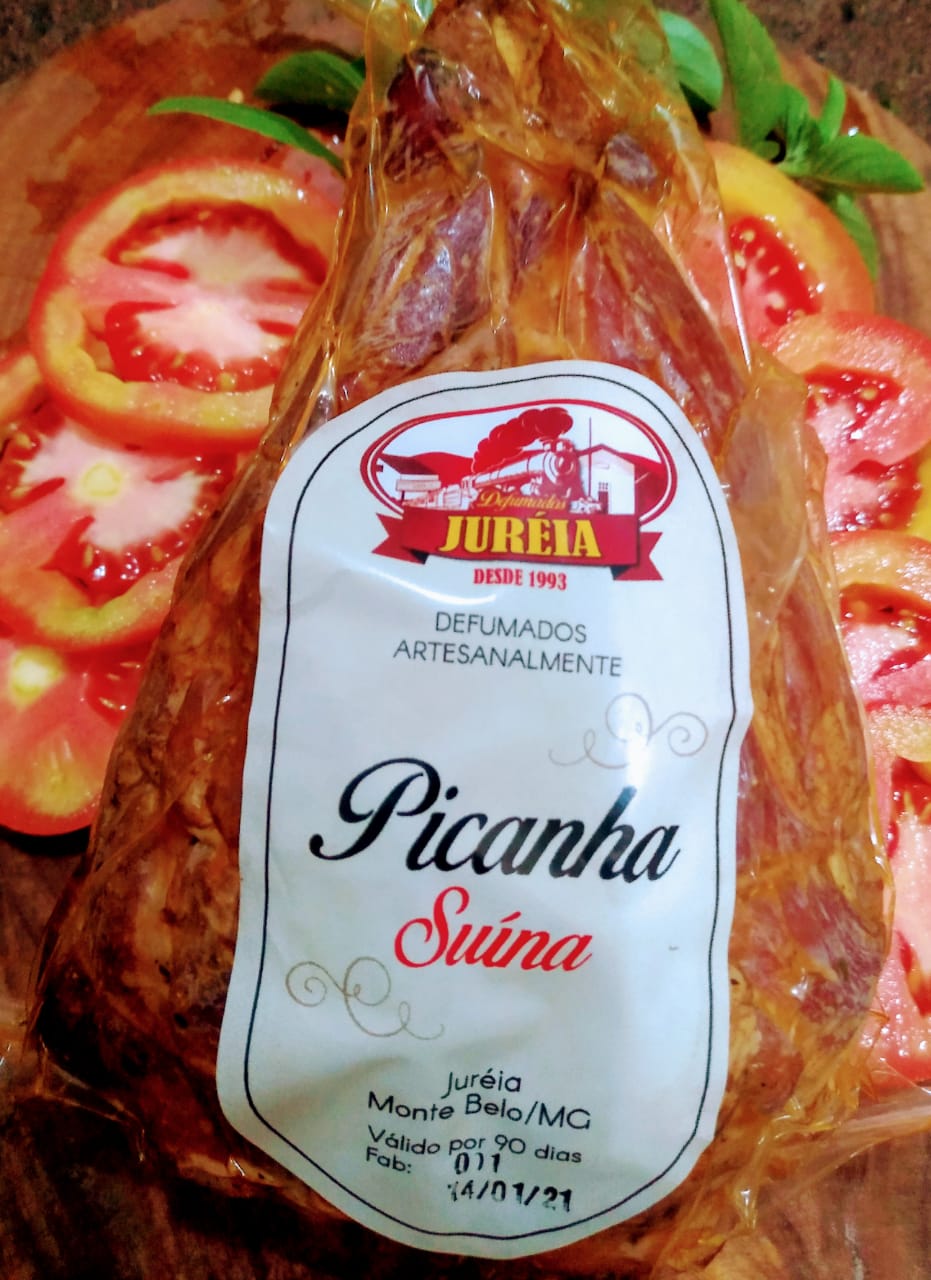 Defumados
JURÉIA
DESDE 1993
DEFUMADOS
ARTESANALMENTE
Picanha
Suína
Juréia
Monte Belo/MG
Válido por 90 dias
Fab: 011
14/01/21